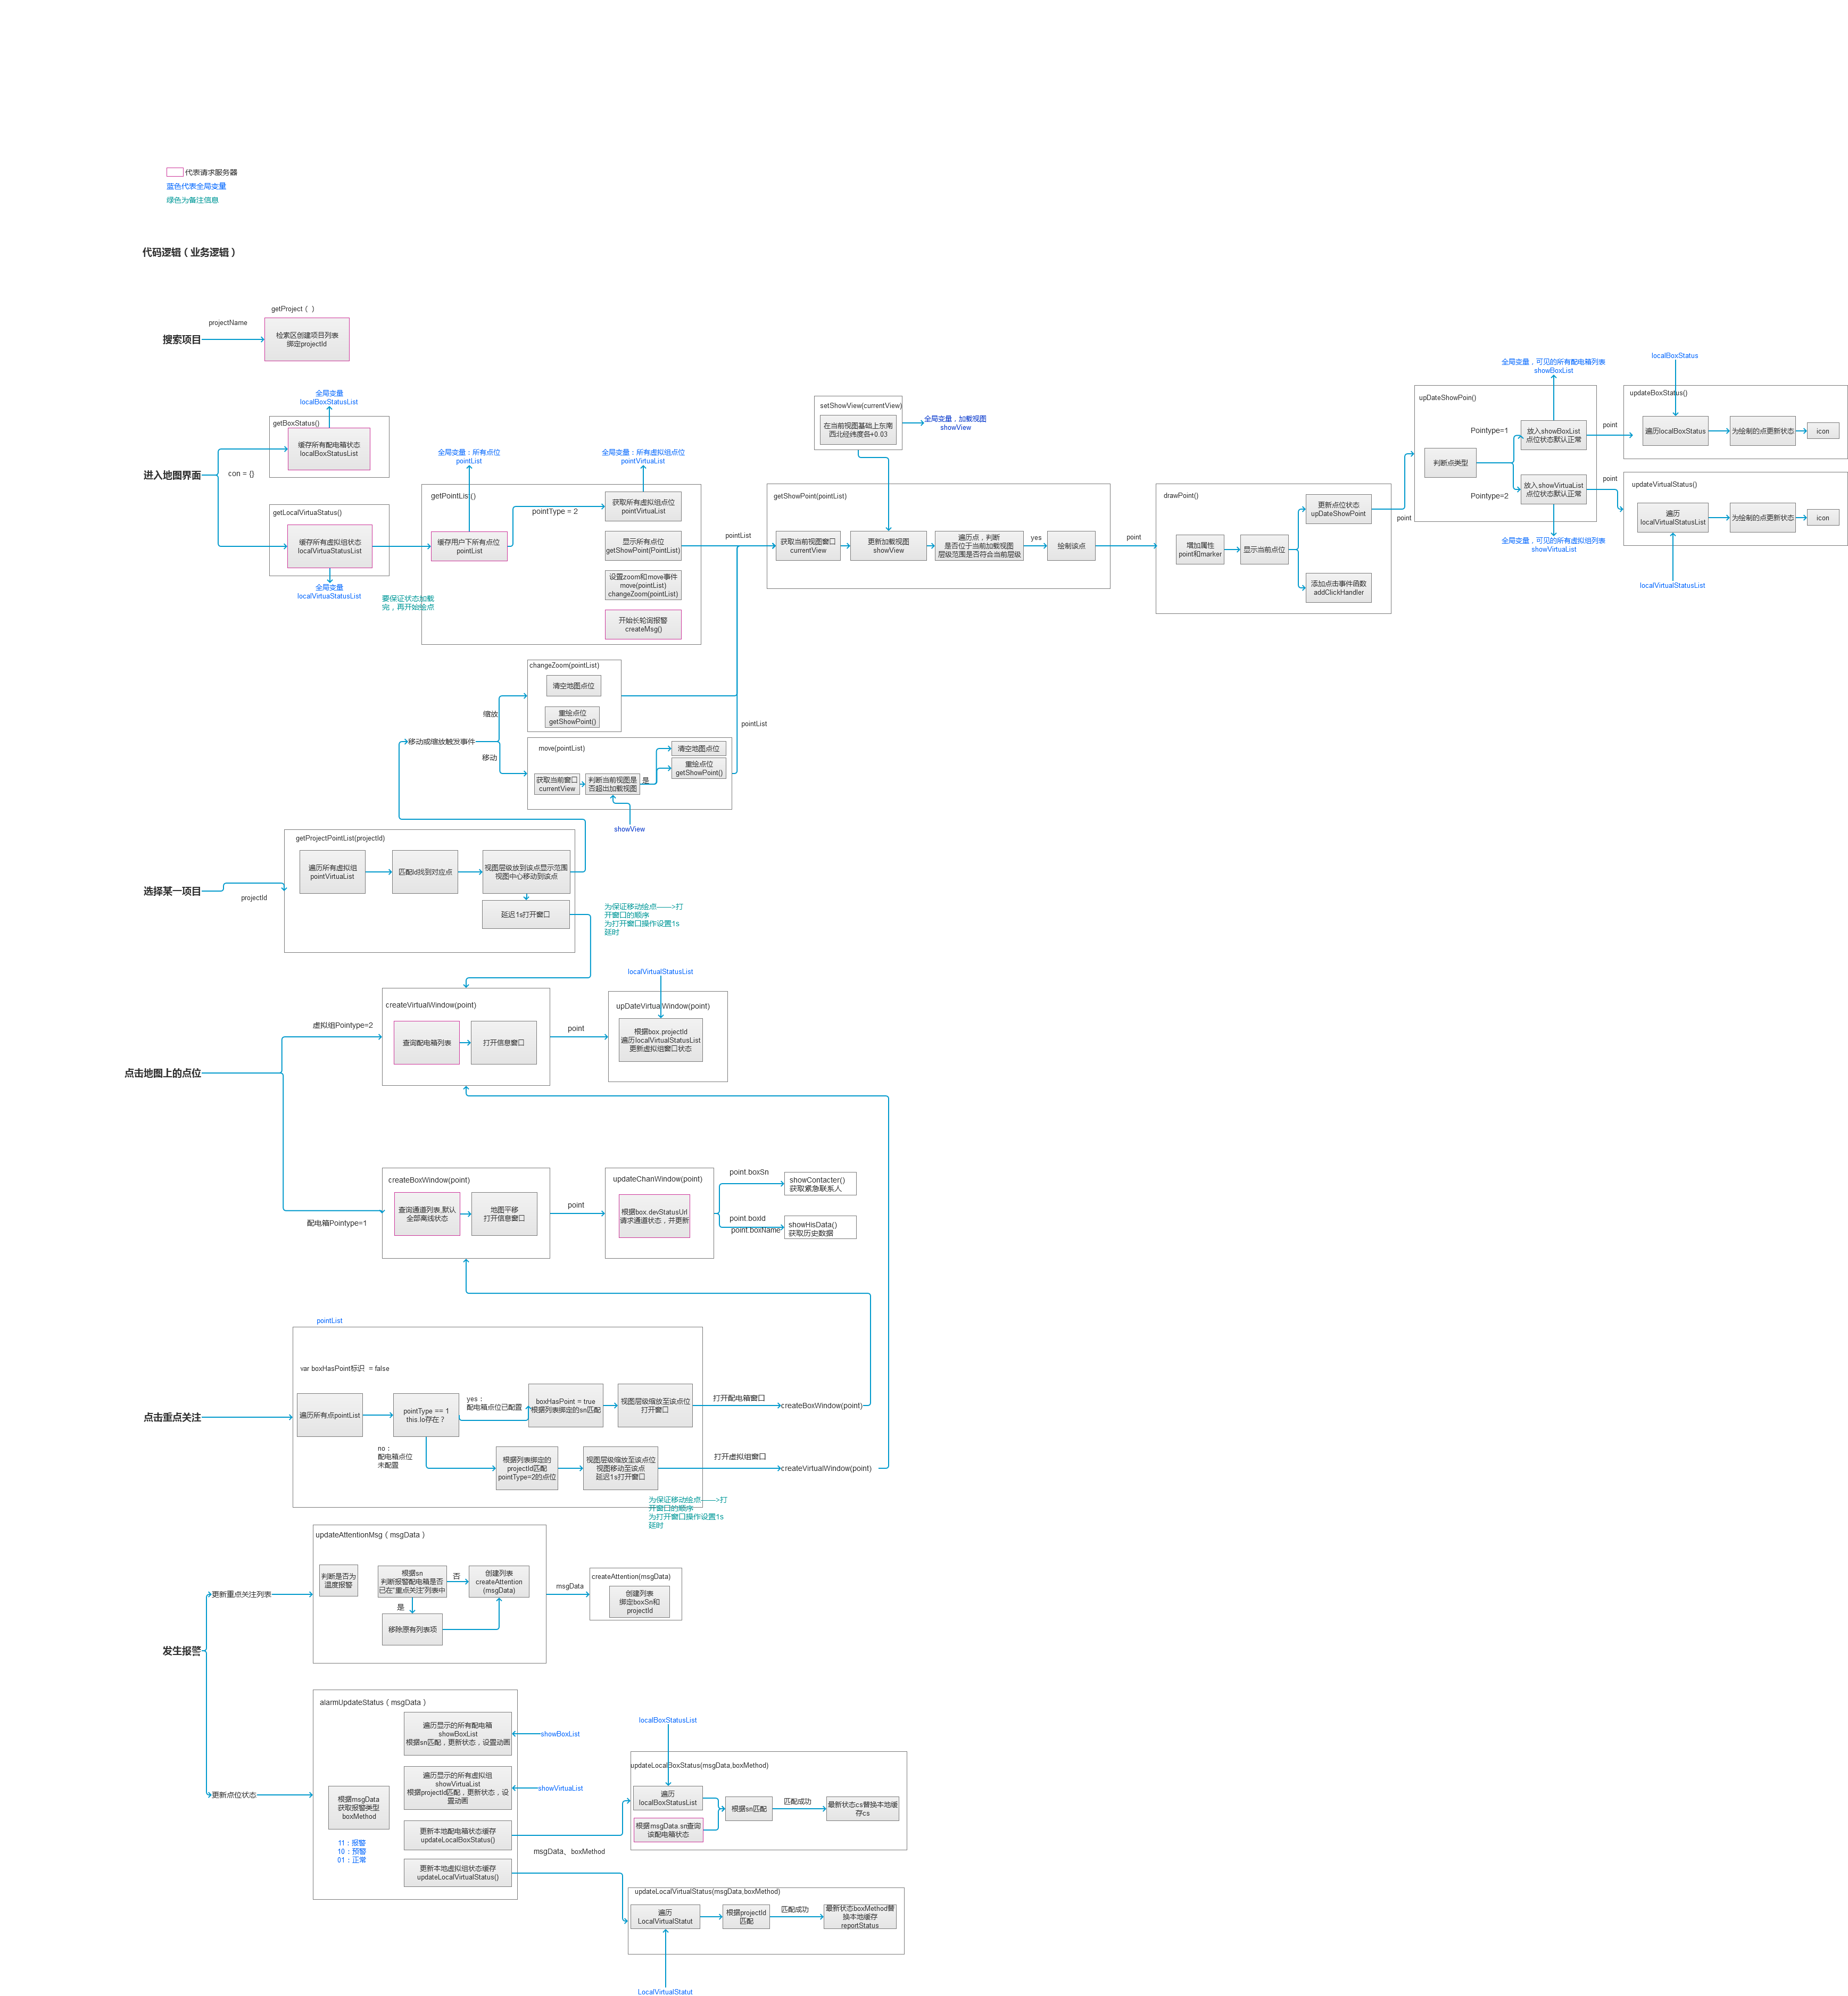 代表请求服务器
蓝色代表全局变量
绿色为备注信息
代码逻辑（业务逻辑）
getProject（ ）
projectName
搜索项目
检索区创建项目列表
绑定projectId
进入地图界面
con = {}
全局变量
localBoxStatusList
getBoxStatus()
缓存所有配电箱状态
localBoxStatusList
getLocalVirtuaStatus()
缓存所有虚拟组状态
localVirtuaStatusList
全局变量
localVirtuaStatusList
要保证状态加载
完，再开始绘点
全局变量：所有点位
pointList
getPointList()
缓存用户下所有点位
pointList
pointType = 2
全局变量：所有虚拟组点位
pointVirtuaList
获取所有虚拟组点位
pointVirtuaList
显示所有点位
getShowPoint(PointList)
设置zoom和move事件
move(pointList)
changeZoom(pointList)
开始长轮询报警
createMsg()
pointList
setShowView(currentView)
在当前视图基础上东南
西北经纬度各+0.03
全局变量，加载视图
showView
getShowPoint(pointList)
获取当前视图窗口
currentView
更新加载视图
showView
遍历点，判断
是否位于当前加载视图
层级范围是否符合当前层级
yes
绘制该点
point
drawPoint()
增加属性
point和marker
显示当前点位
更新点位状态
upDateShowPoint
添加点击事件函数
addClickHandler
point
全局变量，可见的所有配电箱列表
showBoxList
upDateShowPoin()
判断点类型
Pointype=1
放入showBoxList
点位状态默认正常
Pointype=2
放入showVirtuaList
点位状态默认正常
全局变量，可见的所有虚拟组列表
showVirtuaList
point
point
localBoxStatus
updateBoxStatus()
遍历localBoxStatus
为绘制的点更新状态
icon
updateVirtualStatus()
遍历
localVirtualStatusList
为绘制的点更新状态
icon
localVirtualStatusList
changeZoom(pointList)
清空地图点位
重绘点位
getShowPoint()
缩放
移动或缩放触发事件
移动
move(pointList)
获取当前窗口
currentView
判断当前视图是
否超出加载视图
是
清空地图点位
重绘点位
getShowPoint()
showView
pointList
选择某一项目
projectId
getProjectPointList(projectId)
遍历所有虚拟组
pointVirtuaList
匹配Id找到对应点
视图层级放到该点显示范围
视图中心移动到该点
延迟1s打开窗口
为保证移动绘点——>打
开窗口的顺序
为打开窗口操作设置1s
延时
点击地图上的点位
虚拟组Pointype=2
createVirtualWindow(point)
查询配电箱列表
打开信息窗口
point
localVirtualStatusList
upDateVirtualWindow(point)
根据box.projectId
遍历localVirtualStatusList
更新虚拟组窗口状态
配电箱Pointype=1
createBoxWindow(point)
查询通道列表,默认
全部离线状态
地图平移
打开信息窗口
point
updateChanWindow(point)
根据box.devStatusUrl
请求通道状态，并更新
point.boxSn
showContacter()
获取紧急联系人
point.boxId
point.boxName
showHisData()
获取历史数据
点击重点关注
pointList
var boxHasPoint标识  = false
遍历所有点pointList
pointType == 1
this.lo存在？
yes：
配电箱点位已配置
boxHasPoint = true
根据列表绑定的sn匹配
视图层级缩放至该点位
打开窗口
打开配电箱窗口
createBoxWindow(point)
no：
配电箱点位
未配置
根据列表绑定的
projectId匹配
pointType=2的点位
视图层级缩放至该点位
视图移动至该点
延迟1s打开窗口
打开虚拟组窗口
createVirtualWindow(point)
为保证移动绘点——>打
开窗口的顺序
为打开窗口操作设置1s
延时
发生报警
更新重点关注列表
updateAttentionMsg（msgData）
判断是否为
温度报警
根据sn
判断报警配电箱是否
已在“重点关注”列表中
否
创建列表
createAttention
(msgData)
是
移除原有列表项
msgData
createAttention(msgData)
创建列表
绑定boxSn和
projectId
更新点位状态
alarmUpdateStatus（msgData）
根据msgData
获取报警类型
boxMethod
11：报警
10：预警
01：正常
遍历显示的所有配电箱
showBoxList
根据sn匹配，更新状态，设置动画
showBoxList
遍历显示的所有虚拟组
showVirtuaList
根据projectId匹配，更新状态，设
置动画
showVirtuaList
更新本地配电箱状态缓存
updateLocalBoxStatus()
更新本地虚拟组状态缓存
updateLocalVirtualStatus()
msgData、boxMethod
localBoxStatusList
updateLocalBoxStatus(msgData,boxMethod)
遍历
localBoxStatusList
根据msgData.sn查询
该配电箱状态
根据sn匹配
匹配成功
最新状态cs替换本地缓
存cs
updateLocalVirtualStatus(msgData,boxMethod)
遍历
LocalVirtualStatut
根据projectId
匹配
匹配成功
最新状态boxMethod替
换本地缓存
reportStatus
LocalVirtualStatut